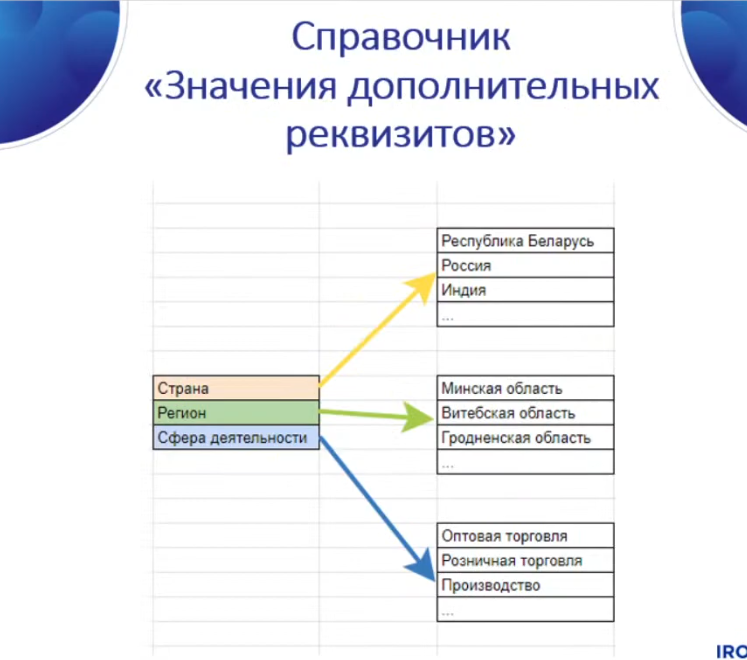 Справочник
«Значения дополнительных
реквизитов»
Республика Беларусь
Россия
Индия
...
Страна
Регион
Сфера деятельности
Минская область
Витебская область
Гродненская область
...
Оптовая торговля
Розничная торговля
Производство
...
IRO